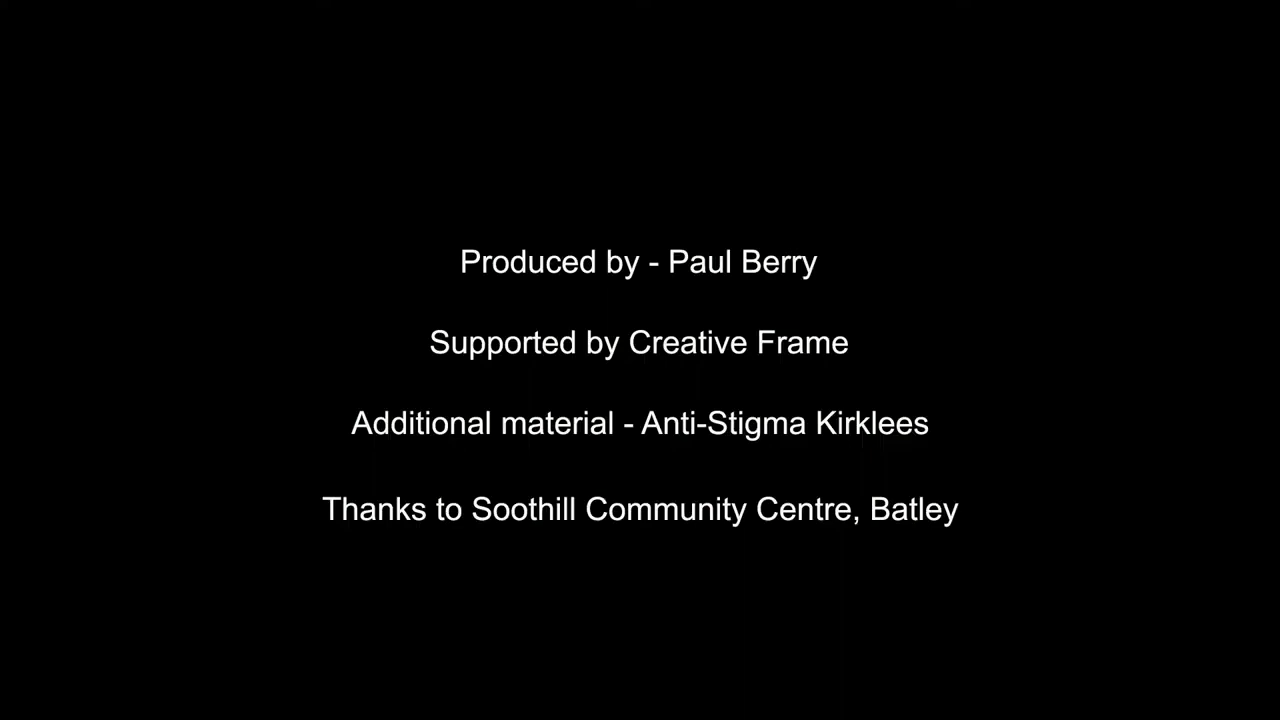 Produced by - Paul Berry
Supported by Creative Frame
Additional material - Anti-Stigma Kirklees
Thanks to Soothill Community Centre, Batley